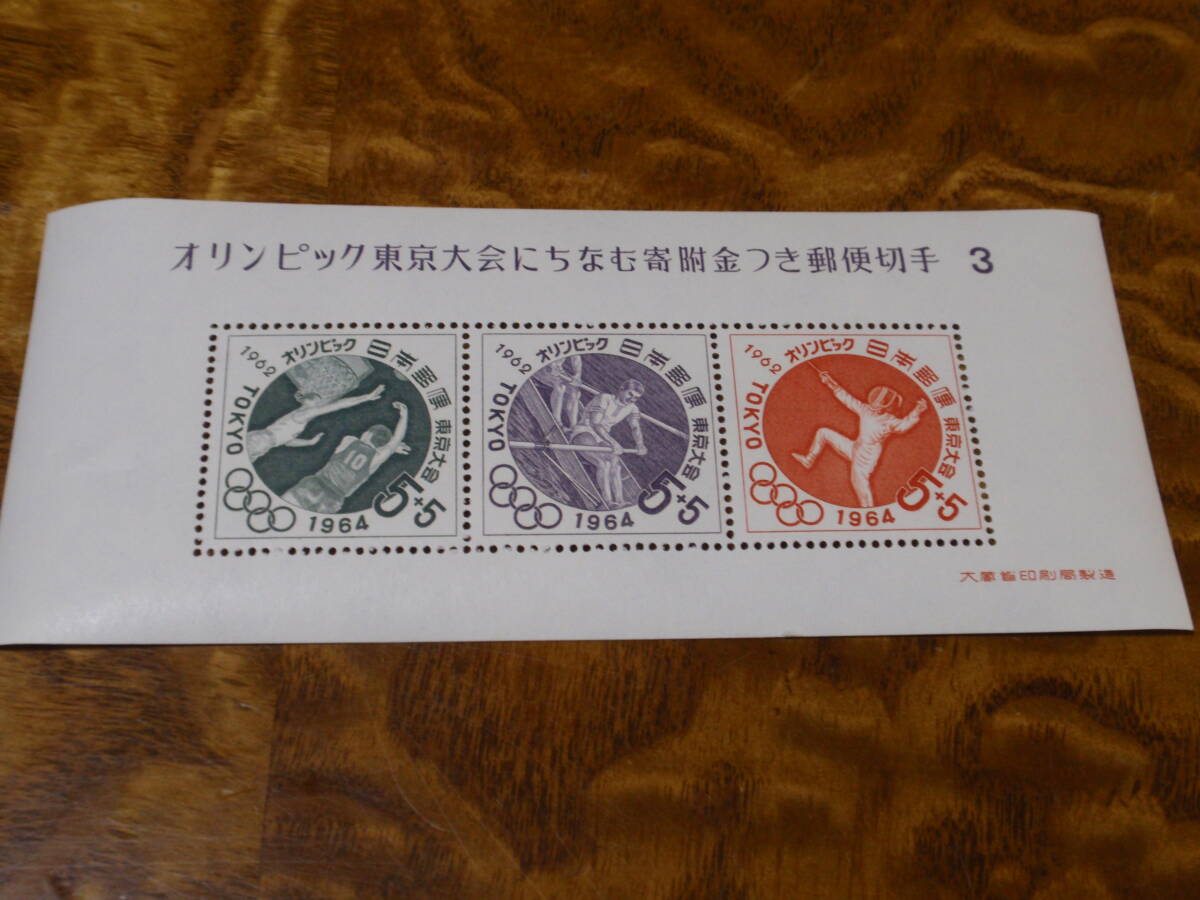 オリンピック東京大会にちなむ寄附金つき郵便切手 3
1962 オリンピック 日本郵便 東京大会
TOKYO
10
1964 5+5
1962 オリンピック 日本郵便 東京大会
TOKYO
1964 5+5
1962 オリンピック 日本郵便 東京大会
TOKYO
1964 5+5
大蔵省印刷局製造